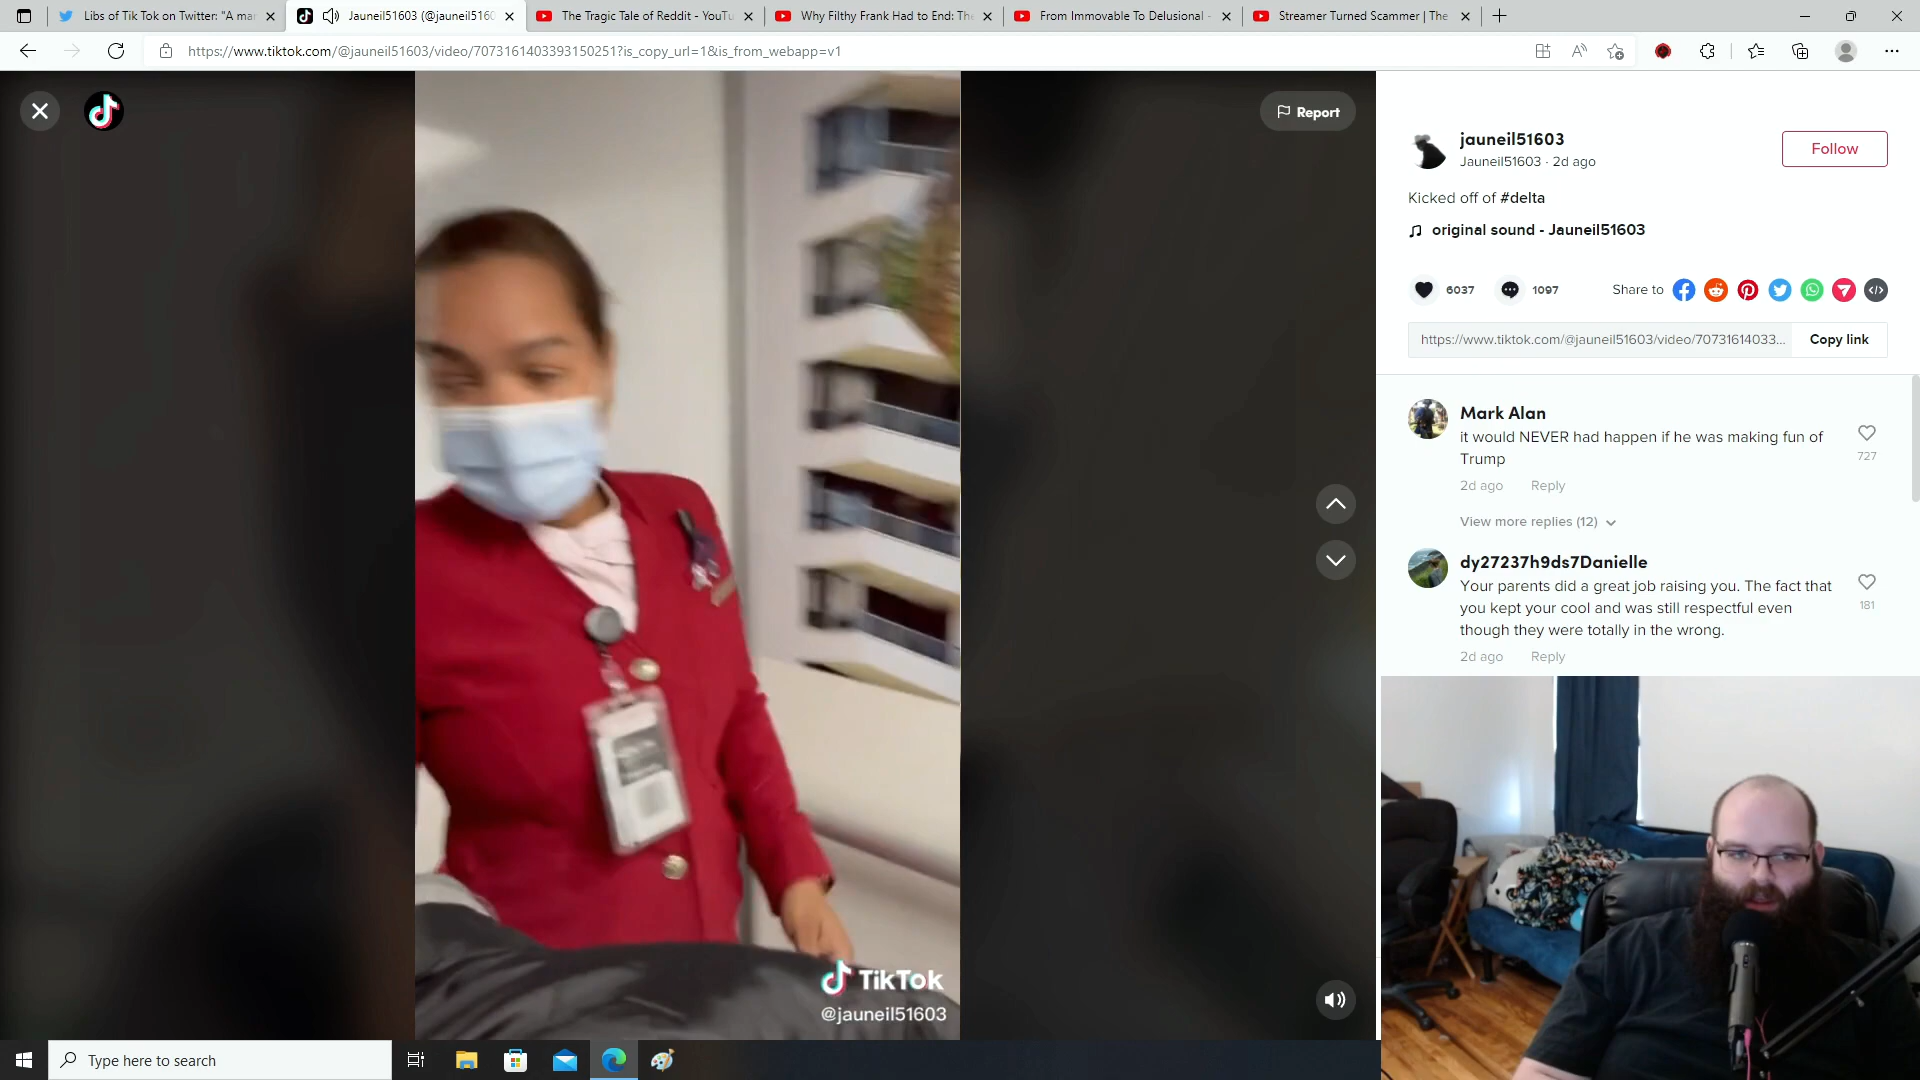 Libs of Tik Tok on Twitter: "A mar
Jauneil51603 (@jauneil5160
The Tragic Tale of Reddit - YouTu
Why Filthy Frank Had to End: The
From Immovable To Delusional -
Streamer Turned Scammer | The
https://www.tiktok.com/@jauneil51603/video/7073161403393150251?is_copy_url=1&is_from_webapp=v1
Report
jauneil51603
Jauneil51603 · 2d ago
Follow
Kicked off of #delta
original sound - Jauneil51603
6037
1097
Share to
https://www.tiktok.com/@jauneil51603/video/70731614033...
Copy link
Mark Alan
it would NEVER had happen if he was making fun of
Trump
727
2d ago Reply
View more replies (12)
dy27237h9ds7Danielle
Your parents did a great job raising you. The fact that
you kept your cool and was still respectful even
though they were totally in the wrong.
181
2d ago Reply
TikTok
@jauneil51603
Type here to search